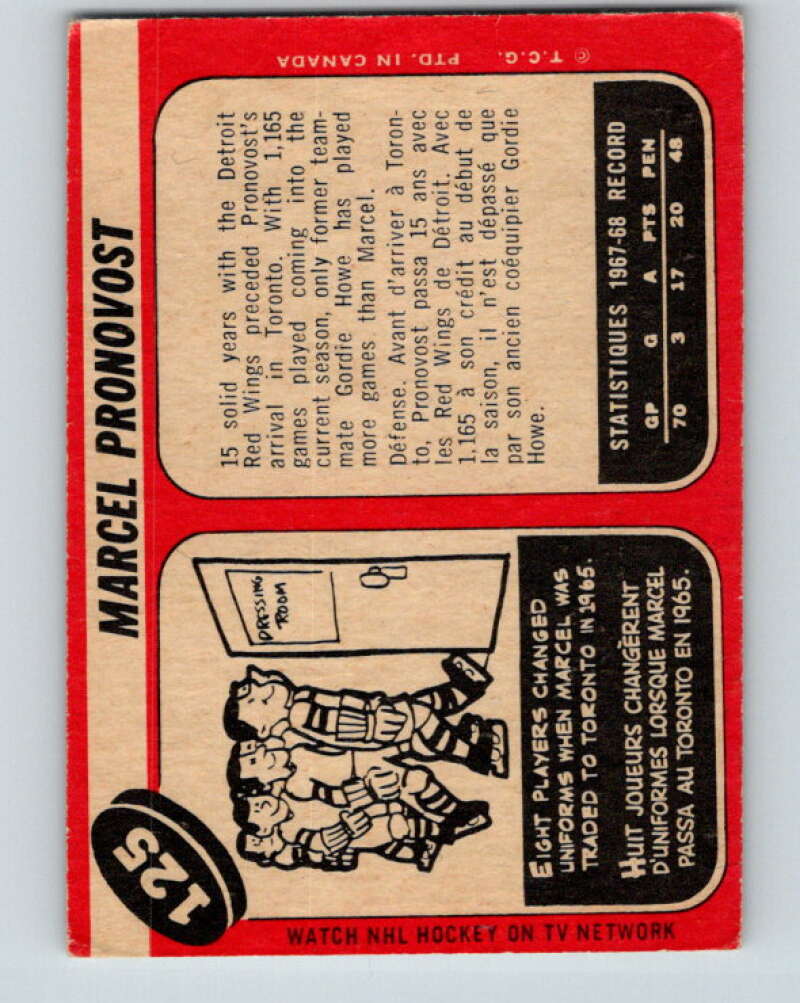 MARCEL PRONOVOST
125
DRESSING
ROOM
EIGHT PLAYERS CHANGED
UNIFORMS WHEN MARCEL WAS
TRADED TO TORONTO IN 1965.
HUIT JOUEURS CHANGÈRENT
D'UNIFORMES LORSQUE MARCEL
PASSA AU TORONTO EN 1965.
WATCH NHL HOCKEY ON TV NETWORK
15 solid years with the Detroit
Red Wings preceded Pronovost's
arrival in Toronto. With 1,165
games played coming into the
current season, only former team-
mate Gordie Howe has played
more games than Marcel.
Défense. Avant d'arriver à Toron-
to, Pronovost passa 15 ans avec
les Red Wings de Détroit. Avec
1,165 à son crédit au début de
la saison, il n'est dépassé que
par son ancien coéquipier Gordie
Howe.
STATISTIQUES 1967-68 RECORD
GP G A PTS PEN
70 3 17 20 48
© T.C.G. PTD. IN CANADA